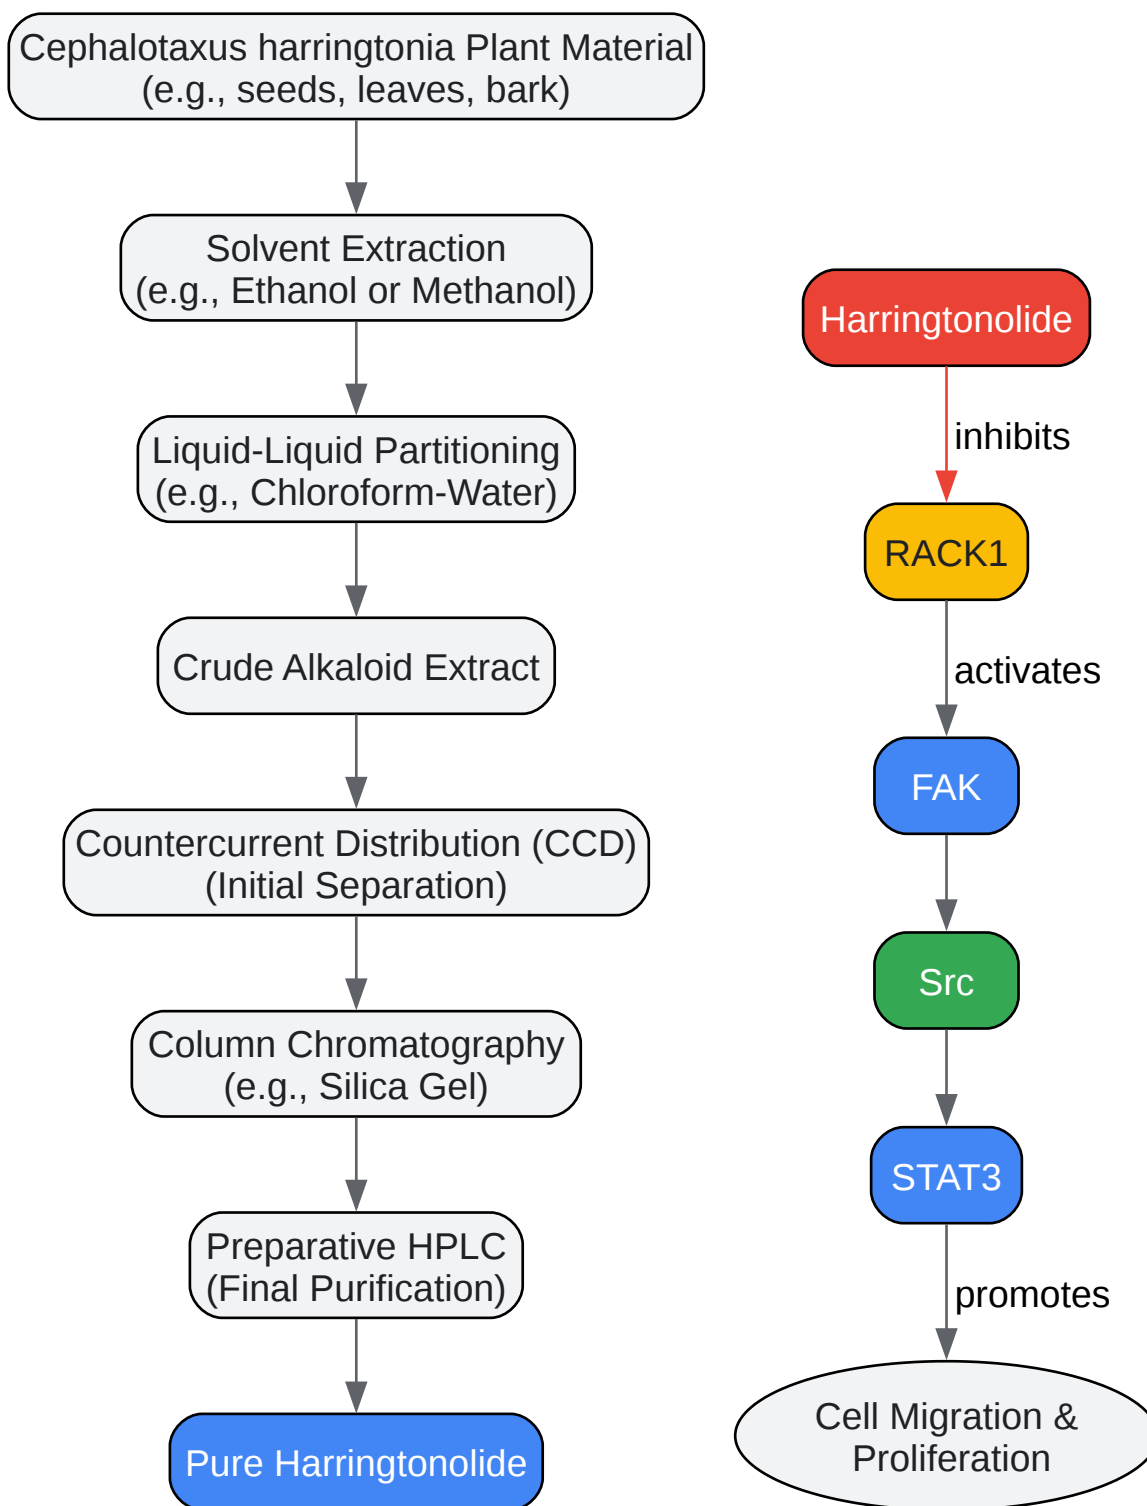 Cephalotaxus harringtonia Plant Material
(e.g., seeds, leaves, bark)
Solvent Extraction
(e.g., Ethanol or Methanol)
Liquid-Liquid Partitioning
(e.g., Chloroform-Water)
Crude Alkaloid Extract
Countercurrent Distribution (CCD)
(Initial Separation)
Column Chromatography
(e.g., Silica Gel)
Preparative HPLC
(Final Purification)
Pure Harringtonolide
Harringtonolide
inhibits
RACK1
activates
FAK
Src
STAT3
promotes
Cell Migration &
Proliferation